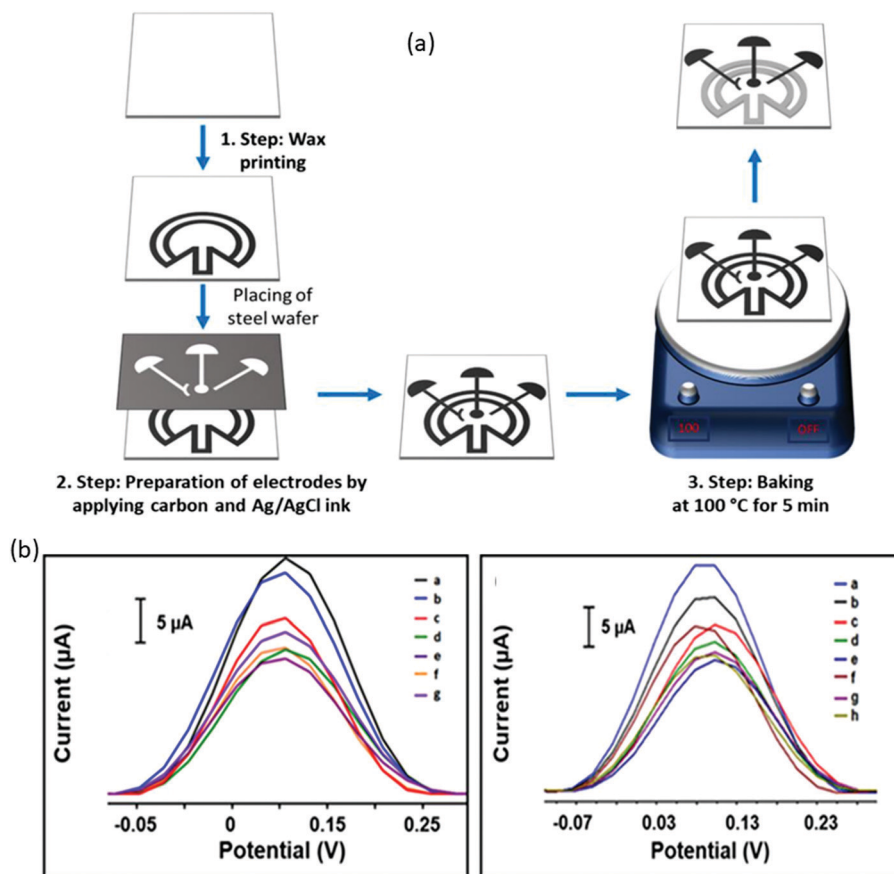 (a)
1. Step: Wax
printing
Placing of
steel wafer
2. Step: Preparation of electrodes by
applying carbon and Ag/AgCl ink
100
OFF
3. Step: Baking
at 100 °C for 5 min
(b)
Current (µA)
5 µA
a
b
c
d
e
f
g
-0.05
0
0.15
0.25
Potential (V)
Current (µA)
5 µA
a
b
c
d
e
f
g
h
-0.07
0.03
0.13
0.23
Potential (V)